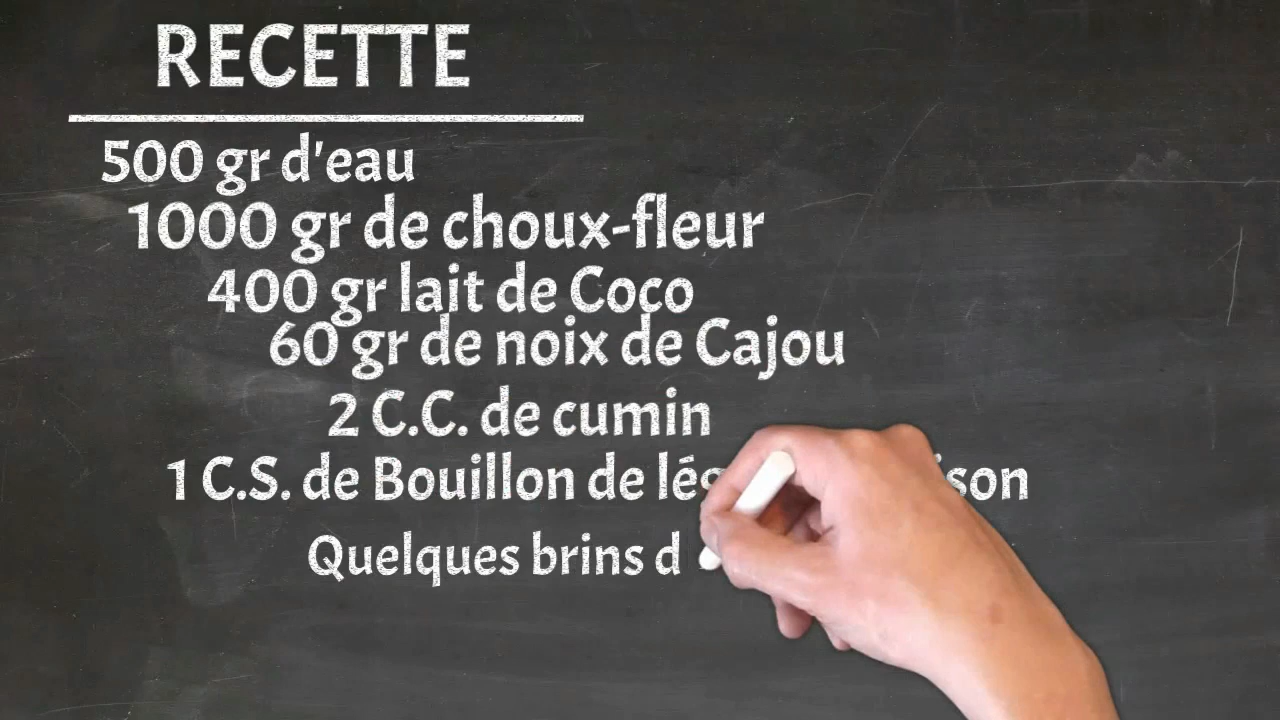 RECETTE
500 gr d'eau
1000 gr de choux-fleur
400 gr lait de Coco
60 gr de noix de Cajou
2 C.C. de cumin
1 C.S. de Bouillon de
Quelques brins d